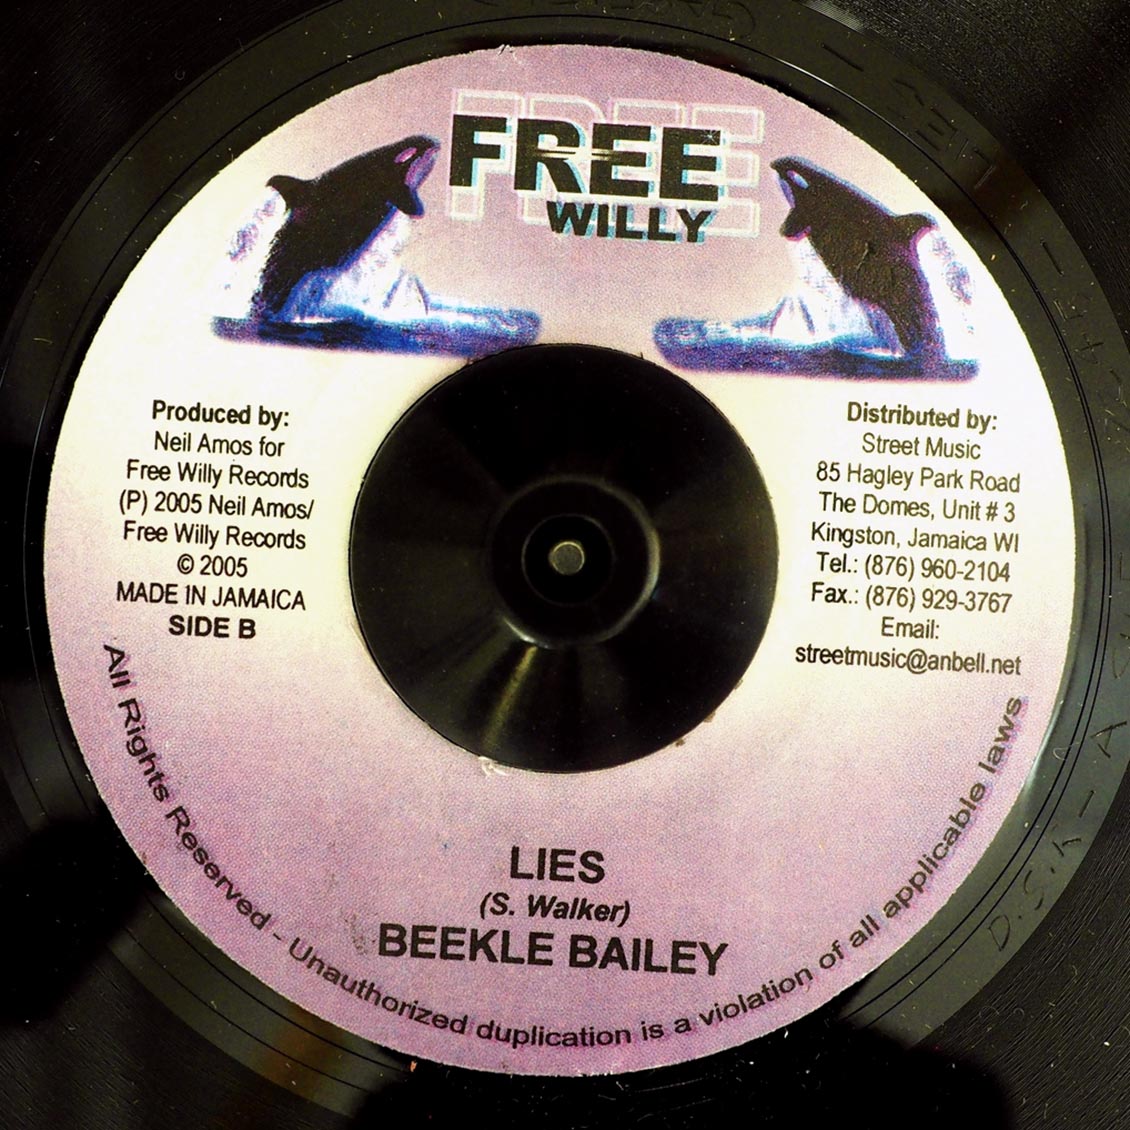 FREE
WILLY
Produced by:
Neil Amos for
Free Willy Records
(P) 2005 Neil Amos/
Free Willy Records
© 2005
MADE IN JAMAICA
SIDE B
Distributed by:
Street Music
85 Hagley Park Road
The Domes, Unit # 3
Kingston, Jamaica WI
Tel.: (876) 960-2104
Fax.: (876) 929-3767
Email:
streetmusic@anbell.net
LIES
(S. Walker)
BEEKLE BAILEY
All Rights Reserved - Unauthorized duplication is a violation of all applicable laws